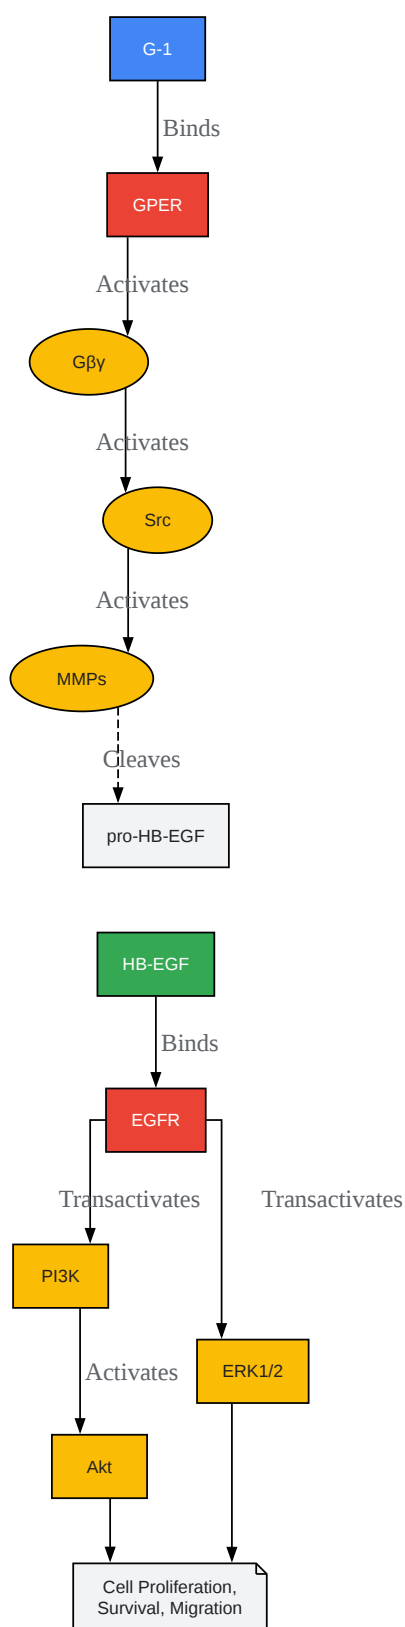 G-1
Binds
GPER
Activates
Gβγ
Activates
Src
Activates
MMPs
Cleaves
pro-HB-EGF
HB-EGF
Binds
EGFR
Transactivates
Transactivates
PI3K
Activates
ERK1/2
Akt
Cell Proliferation,
Survival, Migration